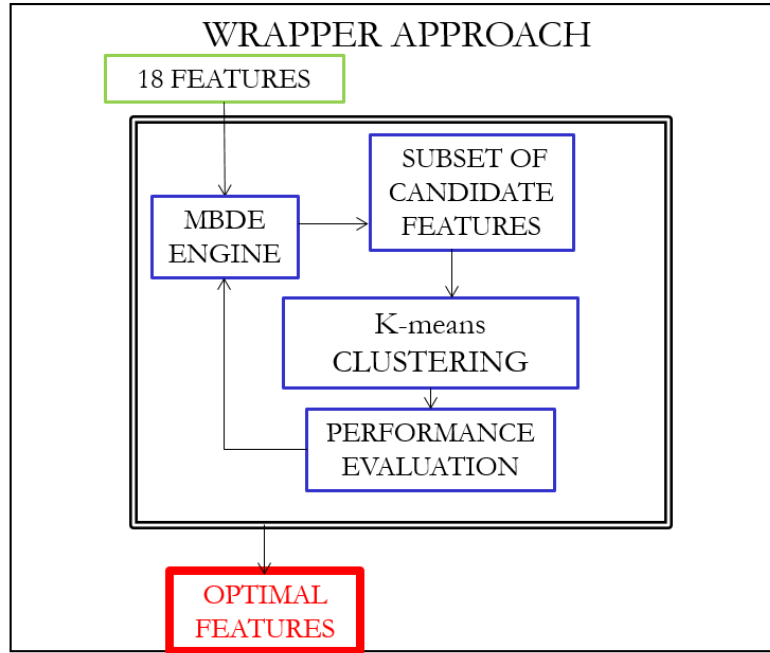 WRAPPER APPROACH
18 FEATURES
SUBSET OF
CANDIDATE
FEATURES
MBDE
ENGINE
K-means
CLUSTERING
PERFORMANCE
EVALUATION
OPTIMAL
FEATURES